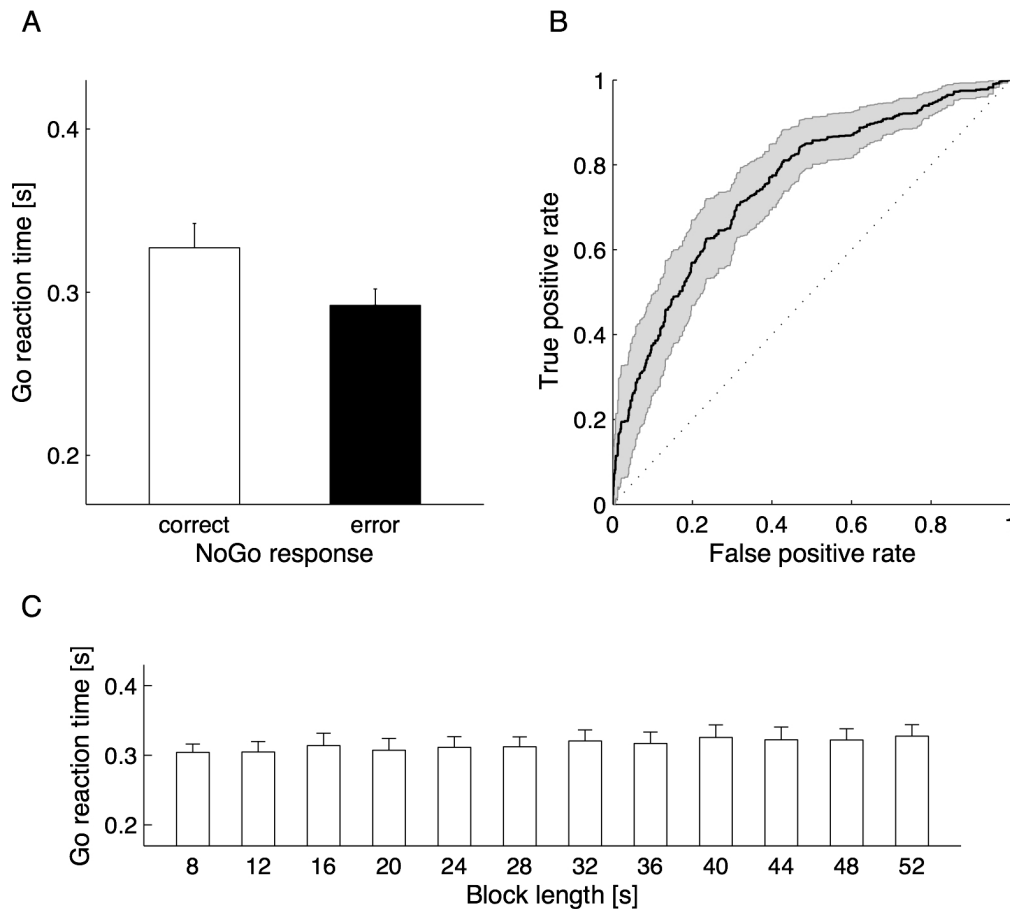 A
Go reaction time [s]
0.4
0.3
0.2
correct error
NoGo response
B
True positive rate
1
0.8
0.6
0.4
0.2
0
0 0.2 0.4 0.6 0.8 1
False positive rate
C
Go reaction time [s]
0.4
0.3
0.2
8 12 16 20 24 28 32 36 40 44 48 52
Block length [s]